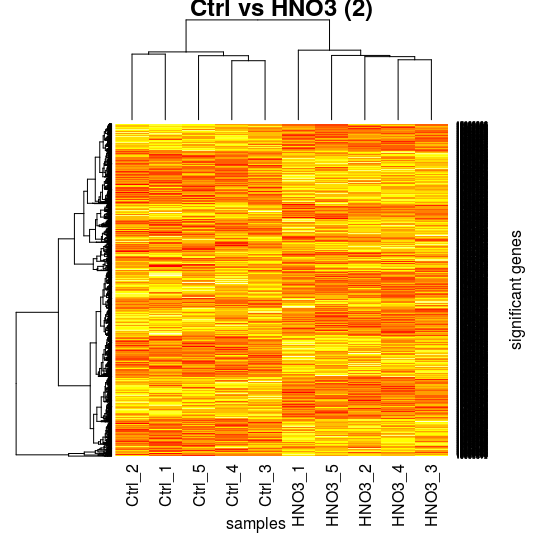 Ctrl vs HNO3 (2)
significant genes
Ctrl_2
Ctrl_1
Ctrl_5
Ctrl_4
Ctrl_3
HNO3_1
HNO3_5
HNO3_2
HNO3_4
HNO3_3
samples